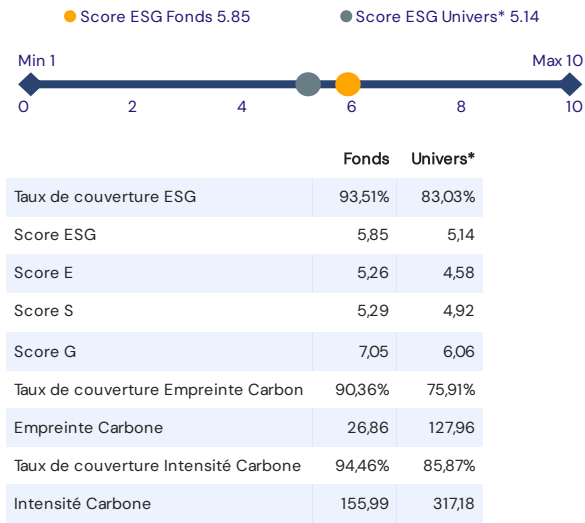 Score ESG Fonds 5.85 Score ESG Univers* 5.14
Min 1 Max 10
0 2 4 6 8 10
Fonds Univers*
Taux de couverture ESG 93,51% 83,03%
Score ESG 5,85 5,14
Score E 5,26 4,58
Score S 5,29 4,92
Score G 7,05 6,06
Taux de couverture Empreinte Carbon 90,36% 75,91%
Empreinte Carbone 26,86 127,96
Taux de couverture Intensité Carbone 94,46% 85,87%
Intensité Carbone 155,99 317,18